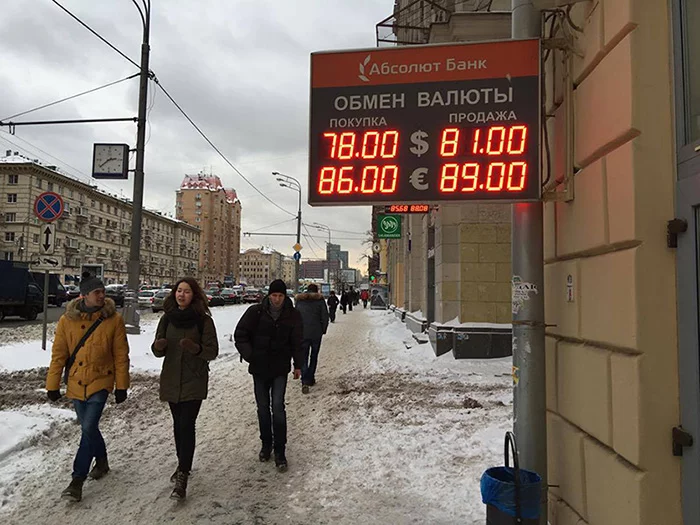 Абсолют Банк
ОБМЕН ВАЛЮТЫ
ПОКУПКА ПРОДАЖА
78.00 $ 81.00
86.00 € 89.00